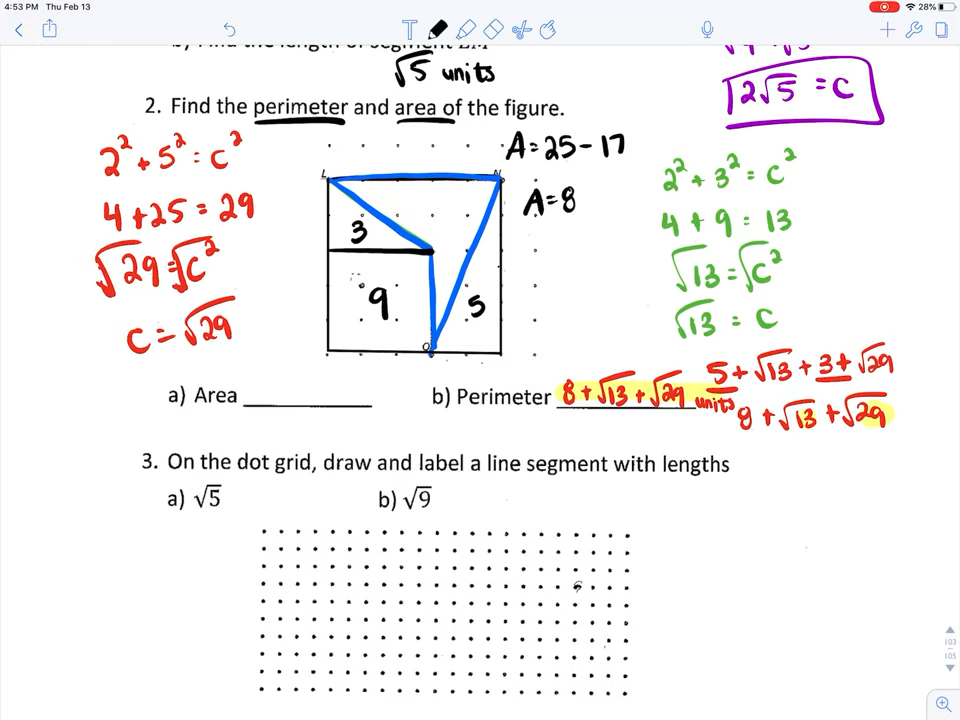 4:53 PM Thu Feb 13
28%
√5 units
2√5 = c
2. Find the perimeter and area of the figure.
2² + 5² = c²
4 + 25 = 29
√29 = √c²
c = √29
L
N
3
9
5
O
A = 25 - 17
A = 8
2² + 3² = c²
4 + 9 = 13
√13 = √c²
√13 = c
5 + √13 + 3 + √29
8 + √13 + √29
a) Area ____________
b) Perimeter 8 + √13 + √29 units
3. On the dot grid, draw and label a line segment with lengths
a) √5
b) √9
103
105